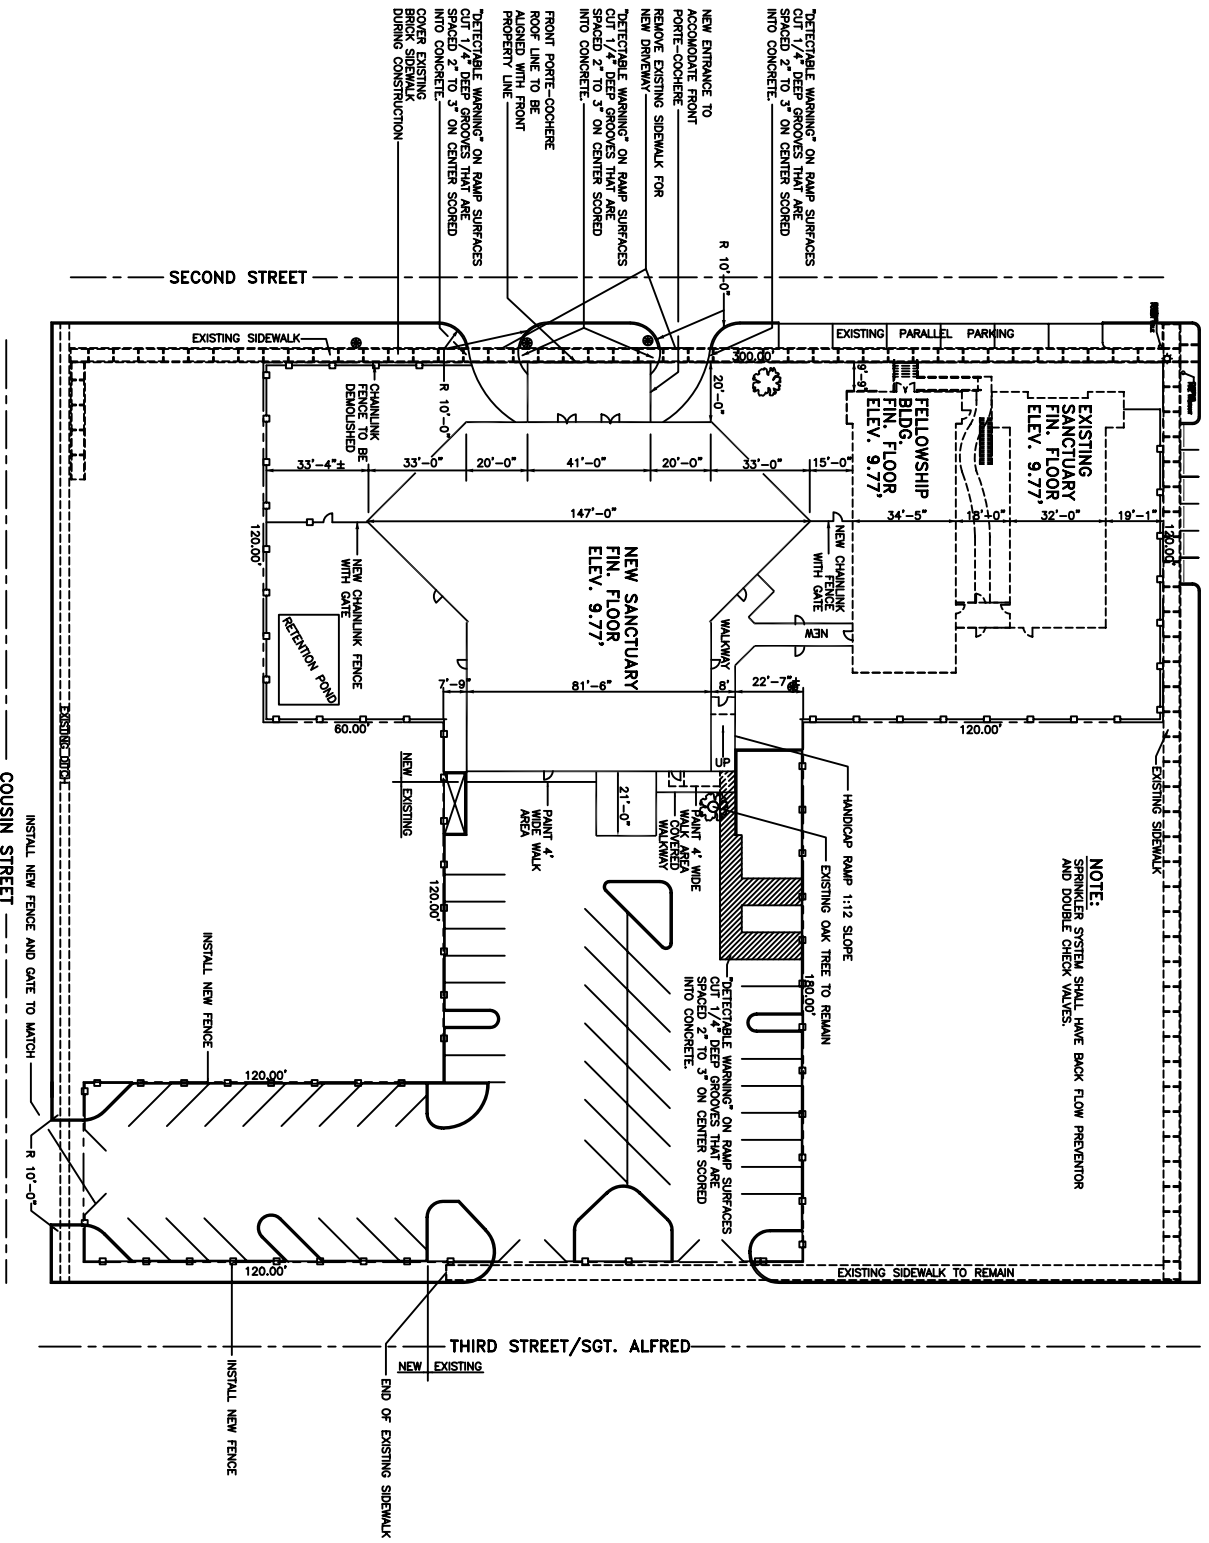 "DETECTABLE WARNING" ON RAMP SURFACES
CUT 1/4" DEEP GROOVES THAT ARE
SPACED 2" TO 3" ON CENTER SCORED
INTO CONCRETE.
NEW ENTRANCE TO
ACCOMODATE FRONT
PORTE-COCHERE
REMOVE EXISTING SIDEWALK FOR
NEW DRIVEWAY
"DETECTABLE WARNING" ON RAMP SURFACES
CUT 1/4" DEEP GROOVES THAT ARE
SPACED 2" TO 3" ON CENTER SCORED
INTO CONCRETE.
FRONT PORTE-COCHERE
ROOF LINE TO BE
ALIGNED WITH FRONT
PROPERTY LINE
"DETECTABLE WARNING" ON RAMP SURFACES
CUT 1/4" DEEP GROOVES THAT ARE
SPACED 2" TO 3" ON CENTER SCORED
INTO CONCRETE.
COVER EXISTING
BRICK SIDEWALK
DURING CONSTRUCTION
R 10'-0"
SECOND STREET
EXISTING SIDEWALK
EXISTING PARALLEL PARKING
300.00'
R 10'-0"
20'-0"
9'-9"
CHAINLINK
FENCE TO BE
DEMOLISHED
EXISTING
SANCTUARY
FIN. FLOOR
ELEV. 9.77'
FELLOWSHIP
BLDG.
FIN. FLOOR
ELEV. 9.77'
33'-4"±
33'-0"
20'-0"
41'-0"
20'-0"
33'-0"
15'-0"
147'-0"
34'-5"
18'-0"
32'-0"
19'-1"
120.00'
120.00'
NEW CHAINLINK
FENCE
WITH GATE
NEW CHAINLINK FENCE
WITH GATE
NEW SANCTUARY
FIN. FLOOR
ELEV. 9.77'
WALKWAY
NEW
RETENTION POND
7'-9"
81'-6"
8'
22'-7"±
60.00'
120.00'
EXISTING DITCH
EXISTING SIDEWALK
UP
NEW
EXISTING
PAINT 4'
WIDE WALK
AREA
21'-0"
PAINT 4' WIDE
WALK AREA
COVERED
WALKWAY
HANDICAP RAMP 1:12 SLOPE
EXISTING OAK TREE TO REMAIN
NOTE:
SPRINKLER SYSTEM SHALL HAVE BACK FLOW PREVENTOR
AND DOUBLE CHECK VALVES.
COUSIN STREET
INSTALL NEW FENCE AND GATE TO MATCH
120.00'
180.00'
INSTALL NEW FENCE
"DETECTABLE WARNING" ON RAMP SURFACES
CUT 1/4" DEEP GROOVES THAT ARE
SPACED 2" TO 3" ON CENTER SCORED
INTO CONCRETE.
120.00'
R 10'-0"
120.00'
EXISTING SIDEWALK TO REMAIN
THIRD STREET/SGT. ALFRED
NEW EXISTING
INSTALL NEW FENCE
END OF EXISTING SIDEWALK